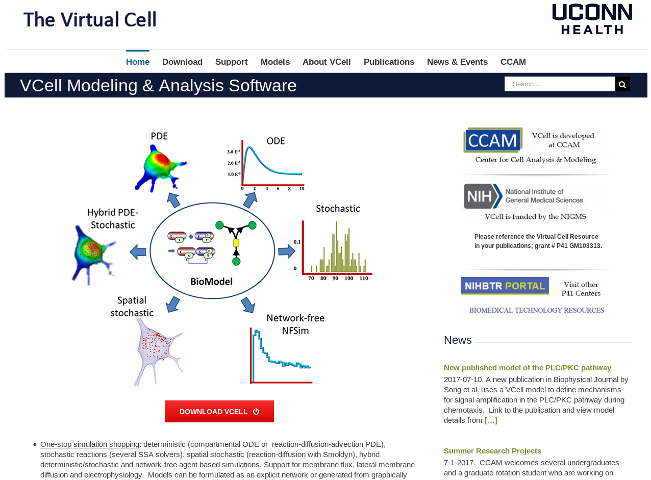 The Virtual Cell
UCONN
HEALTH
Home Download Support Models About VCell Publications News & Events CCAM
VCell Modeling & Analysis Software
Search ...
PDE
ODE
3.0 E1
2.0 E1
1.0 E1
0
0 2 4 6 8 10
Hybrid PDE-
Stochastic
Stochastic
0.1
0
70 80 90 100 110
BioModel
Spatial
stochastic
Network-free
NFSim
DOWNLOAD VCELL
One-stop simulation shopping: deterministic (compartmental ODE or reaction-diffusion-advection PDE),
stochastic reactions (several SSA solvers), spatial stochastic (reaction-diffusion with Smoldyn), hybrid
deterministic/stochastic and network-free agent based simulations. Support for membrane flux, lateral membrane
diffusion and electrophysiology. Models can be formulated as an explicit network or generated from graphically
CCAM
VCell is developed
at CCAM
Center for Cell Analysis & Modeling
NIH
National Institute of
General Medical Sciences
VCell is funded by the NIGMS
Please reference the Virtual Cell Resource
in your publications; grant # P41 GM103313.
NIHBTR PORTAL
Visit other
P41 Centers
BIOMEDICAL TECHNOLOGY RESOURCES
News
New published model of the PLC/PKC pathway
2017-07-10. A new publication in Biophysical Journal by
Song et al. uses a VCell model to define mechanisms
for signal amplification in the PLC/PKC pathway during
chemotaxis. Link to the publication and view model
details from [...]
Summer Research Projects
7-1-2017. CCAM welcomes several undergraduates
and a graduate rotation student who are working on